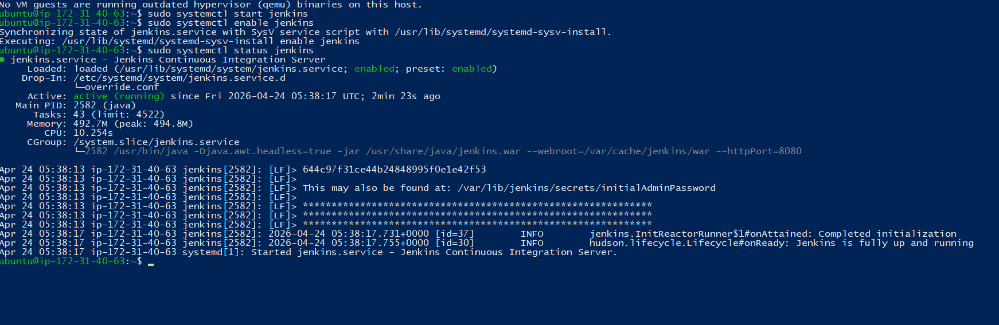 No VM guests are running outdated hypervisor (qemu) binaries on this host.
ubuntu@ip-172-31-40-63:~$ sudo systemctl start jenkins
ubuntu@ip-172-31-40-63:~$ sudo systemctl enable jenkins
Synchronizing state of jenkins.service with SysV service script with /usr/lib/systemd/systemd-sysv-install.
Executing: /usr/lib/systemd/systemd-sysv-install enable jenkins
ubuntu@ip-172-31-40-63:~$ sudo systemctl status jenkins
● jenkins.service - Jenkins Continuous Integration Server
     Loaded: loaded (/usr/lib/systemd/system/jenkins.service; enabled; preset: enabled)
    Drop-In: /etc/systemd/system/jenkins.service.d
             └─override.conf
     Active: active (running) since Fri 2026-04-24 05:38:17 UTC; 2min 23s ago
   Main PID: 2582 (java)
      Tasks: 43 (limit: 4522)
     Memory: 492.7M (peak: 494.8M)
        CPU: 10.254s
     CGroup: /system.slice/jenkins.service
             └─2582 /usr/bin/java -Djava.awt.headless=true -jar /usr/share/java/jenkins.war --webroot=/var/cache/jenkins/war --httpPort=8080
Apr 24 05:38:13 ip-172-31-40-63 jenkins[2582]: [LF]> 644c97f31ce44b24848995f0e1e42f53
Apr 24 05:38:13 ip-172-31-40-63 jenkins[2582]: [LF]>
Apr 24 05:38:13 ip-172-31-40-63 jenkins[2582]: [LF]> This may also be found at: /var/lib/jenkins/secrets/initialAdminPassword
Apr 24 05:38:13 ip-172-31-40-63 jenkins[2582]: [LF]>
Apr 24 05:38:13 ip-172-31-40-63 jenkins[2582]: [LF]> *************************************************************
Apr 24 05:38:13 ip-172-31-40-63 jenkins[2582]: [LF]> *************************************************************
Apr 24 05:38:13 ip-172-31-40-63 jenkins[2582]: [LF]> *************************************************************
Apr 24 05:38:17 ip-172-31-40-63 jenkins[2582]: 2026-04-24 05:38:17.731+0000 [id=37]        INFO        jenkins.InitReactorRunner$1#onAttained: Completed initialization
Apr 24 05:38:17 ip-172-31-40-63 jenkins[2582]: 2026-04-24 05:38:17.755+0000 [id=30]        INFO        hudson.lifecycle.Lifecycle#onReady: Jenkins is fully up and running
Apr 24 05:38:17 ip-172-31-40-63 systemd[1]: Started jenkins.service - Jenkins Continuous Integration Server.
ubuntu@ip-172-31-40-63:~$